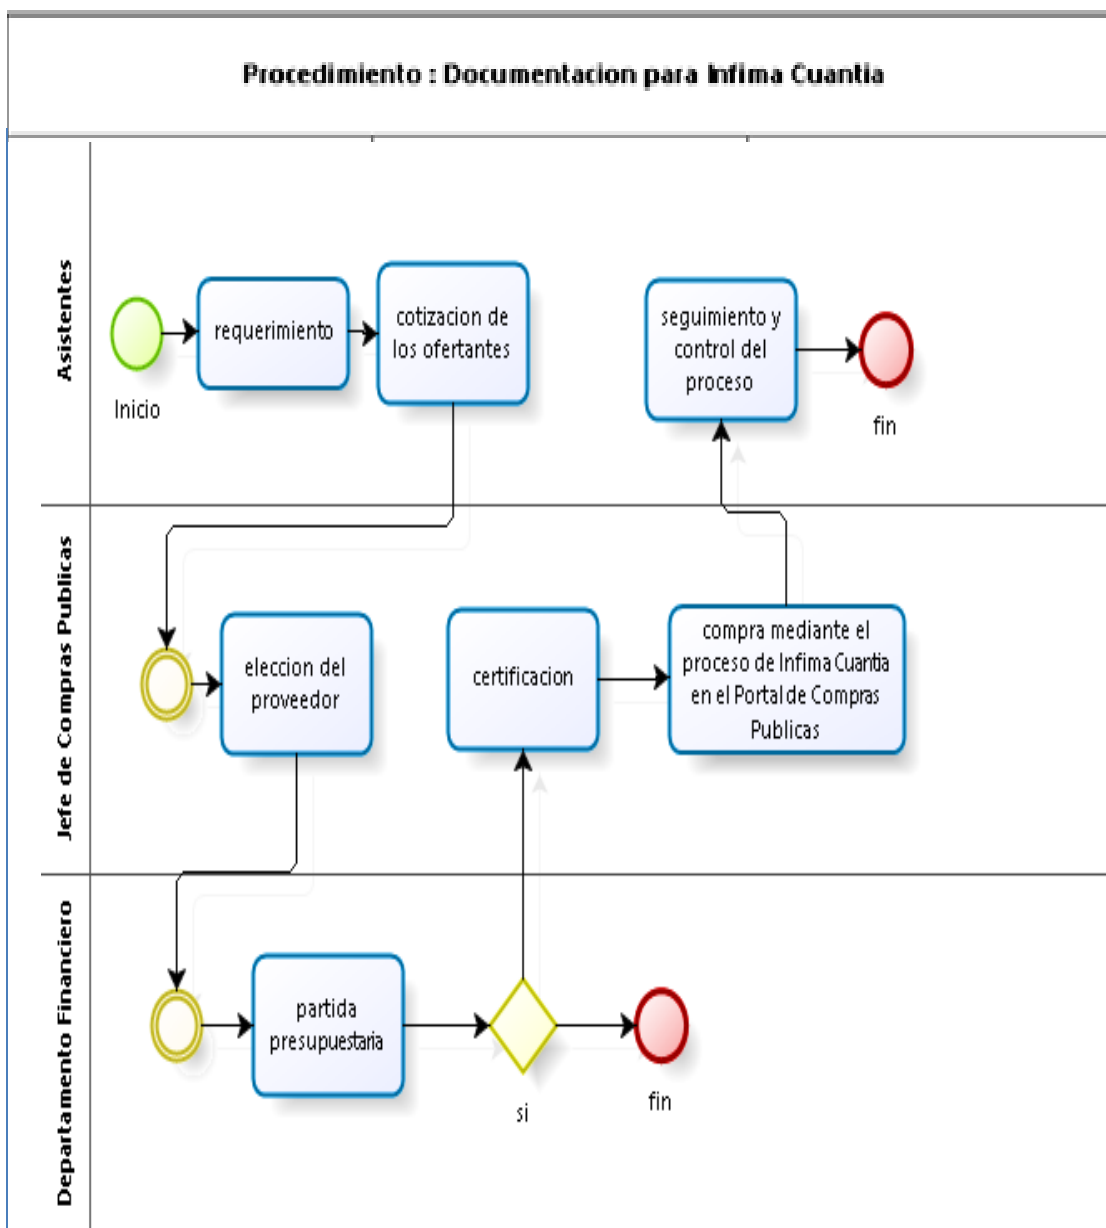 Procedimiento : Documentacion para Infima Cuantia
Asistentes
Inicio
requerimiento
cotizacion de
los ofertantes
seguimiento y
control del
proceso
fin
Jefe de Compras Publicas
eleccion del
proveedor
certificacion
compra mediante el
proceso de Infima Cuantia
en el Portal de Compras
Publicas
Departamento Financiero
partida
presupuestaria
si
fin